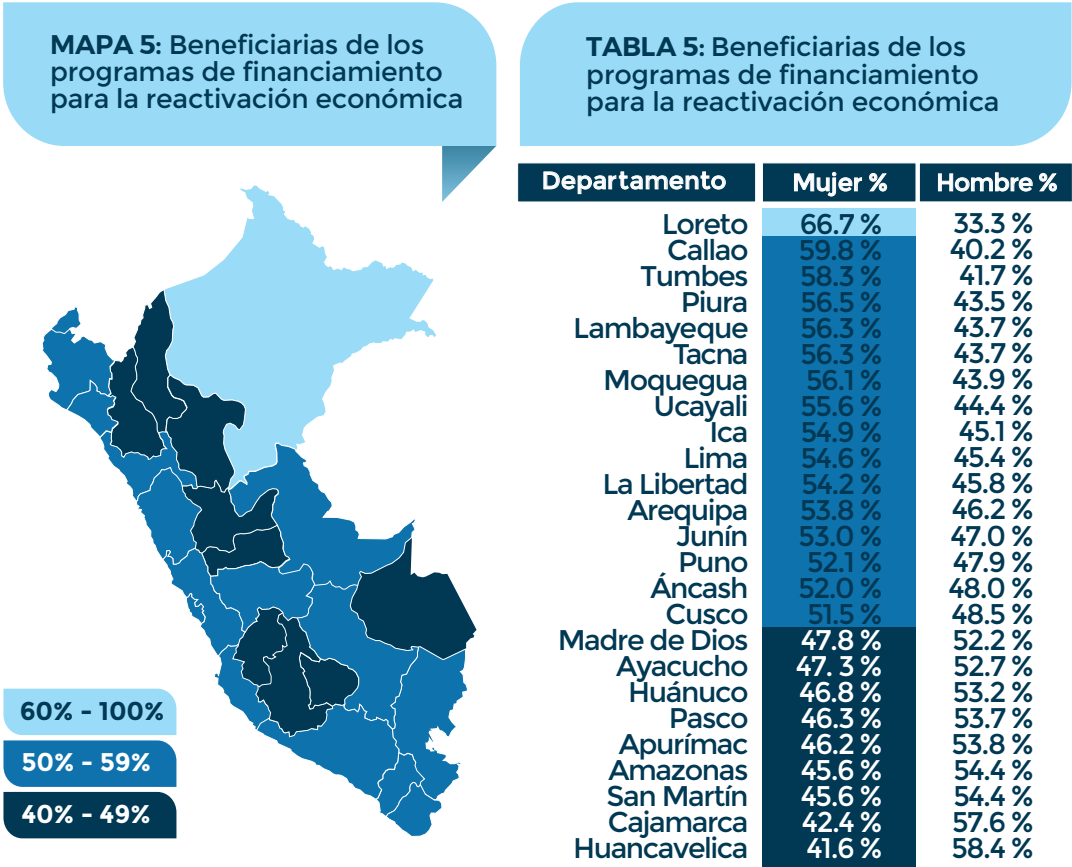 MAPA 5: Beneficiarias de los
programas de financiamiento
para la reactivación económica
60% - 100%
50% - 59%
40% - 49%
TABLA 5: Beneficiarias de los
programas de financiamiento
para la reactivación económica
Departamento Mujer % Hombre %
Loreto 66.7 % 33.3 %
Callao 59.8 % 40.2 %
Tumbes 58.3 % 41.7 %
Piura 56.5 % 43.5 %
Lambayeque 56.3 % 43.7 %
Tacna 56.3 % 43.7 %
Moquegua 56.1 % 43.9 %
Ucayali 55.6 % 44.4 %
Ica 54.9 % 45.1 %
Lima 54.6 % 45.4 %
La Libertad 54.2 % 45.8 %
Arequipa 53.8 % 46.2 %
Junín 53.0 % 47.0 %
Puno 52.1 % 47.9 %
Áncash 52.0 % 48.0 %
Cusco 51.5 % 48.5 %
Madre de Dios 47.8 % 52.2 %
Ayacucho 47. 3 % 52.7 %
Huánuco 46.8 % 53.2 %
Pasco 46.3 % 53.7 %
Apurímac 46.2 % 53.8 %
Amazonas 45.6 % 54.4 %
San Martín 45.6 % 54.4 %
Cajamarca 42.4 % 57.6 %
Huancavelica 41.6 % 58.4 %